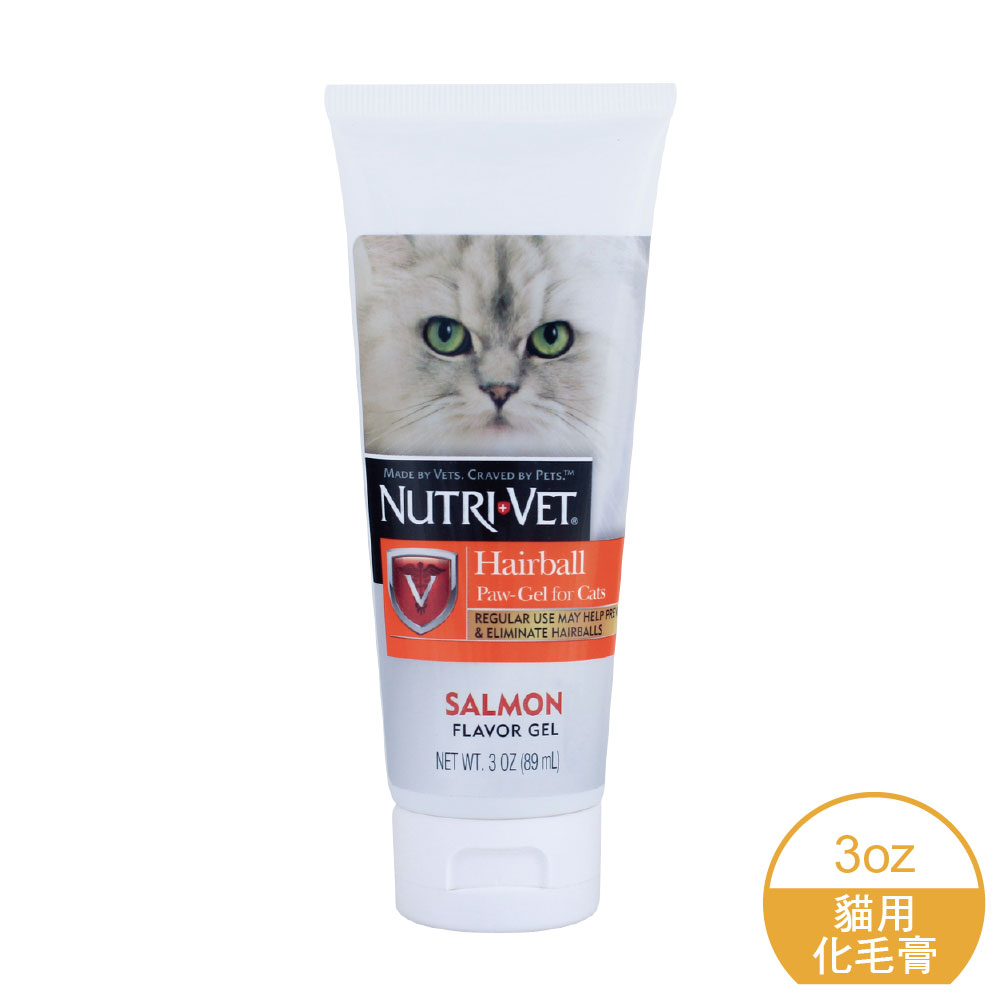 MADE BY VETS. CRAVED BY PETS.™
NUTRI+VET®
V
Hairball
Paw-Gel for Cats
REGULAR USE MAY HELP
& ELIMINATE HAIRBALLS
SALMON
FLAVOR GEL
NET WT. 3 OZ (89 mL)
3oz
貓用
化毛膏